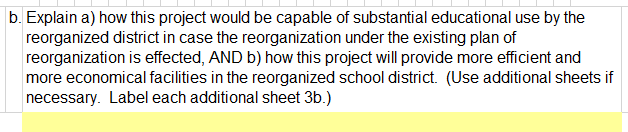 b. Explain a) how this project would be capable of substantial educational use by the
reorganized district in case the reorganization under the existing plan of
reorganization is effected, AND b) how this project will provide more efficient and
more economical facilities in the reorganized school district. (Use additional sheets if
necessary. Label each additional sheet 3b.)